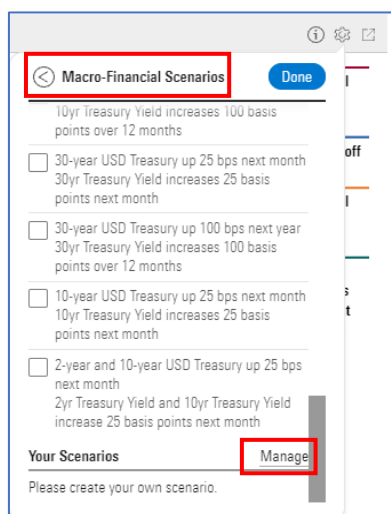 Macro-Financial Scenarios Done
10yr Treasury Yield increases 100 basis
points over 12 months
30-year USD Treasury up 25 bps next month
30yr Treasury Yield increases 25 basis
points next month
30-year USD Treasury up 100 bps next year
30yr Treasury Yield increases 100 basis
points over 12 months
10-year USD Treasury up 25 bps next month
10yr Treasury Yield increases 25 basis
points next month
2-year and 10-year USD Treasury up 25 bps
next month
2yr Treasury Yield and 10yr Treasury Yield
increase 25 basis points next month
Your Scenarios Manage
Please create your own scenario.
off